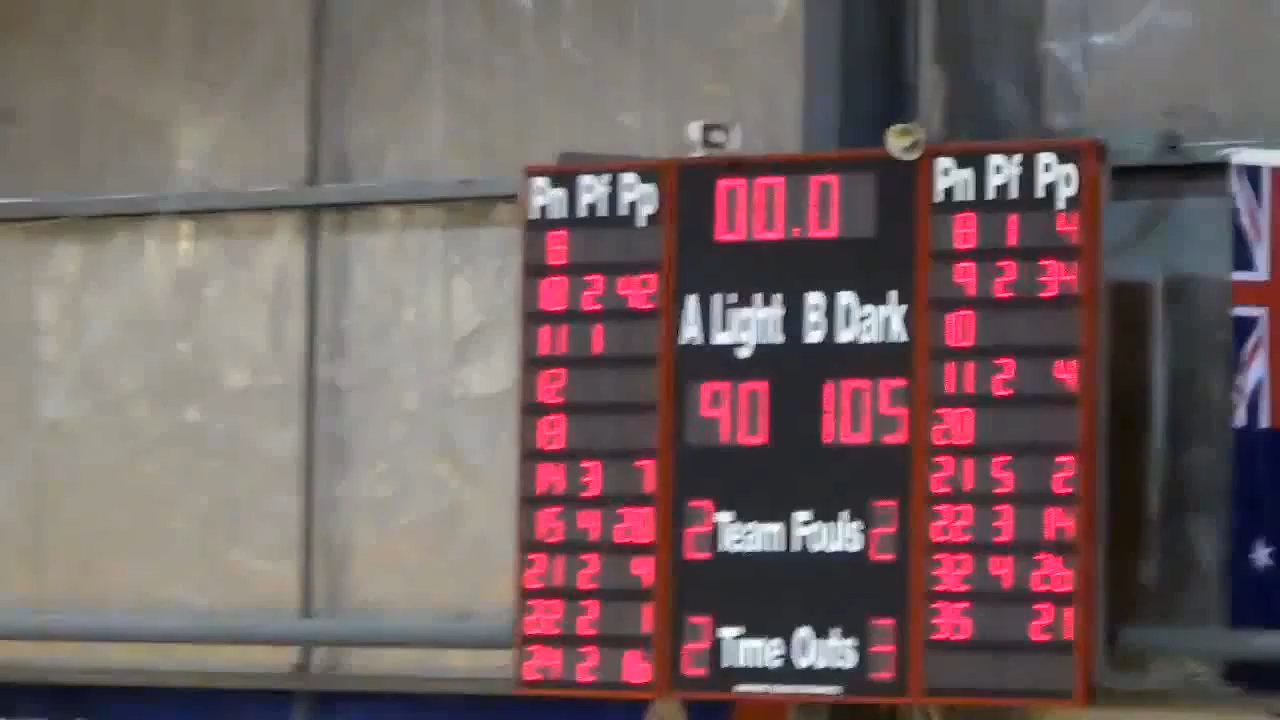 Pn Pf Pp
8
10 2 42
11 1
12
13
14 3 7
15 4 20
21 2 4
22 2 1
24 2 16
00.0
A Light B Dark
90 105
2 Team Fouls 2
2 Time Outs 3
Pn Pf Pp
8 1 4
9 2 34
10
11 2 4
20
21 5 2
22 3 14
32 4 26
35 21